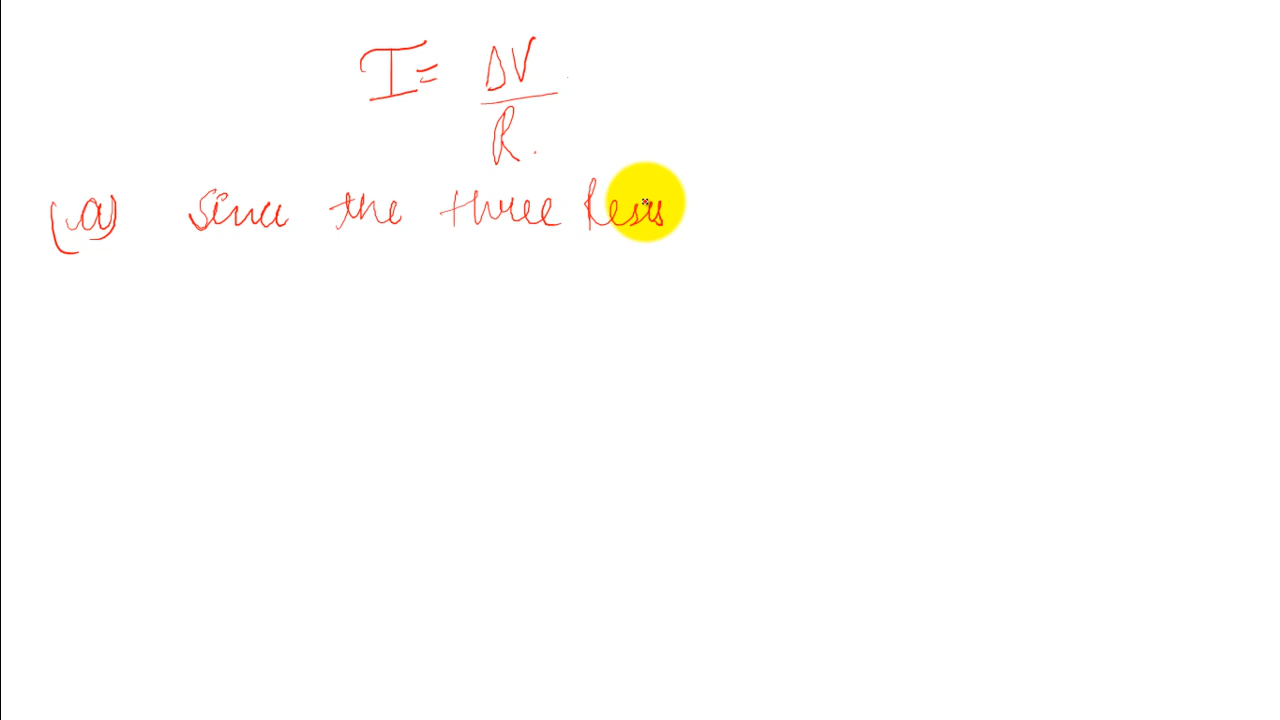 I = ΔV
R.
(a) Since the three Resis